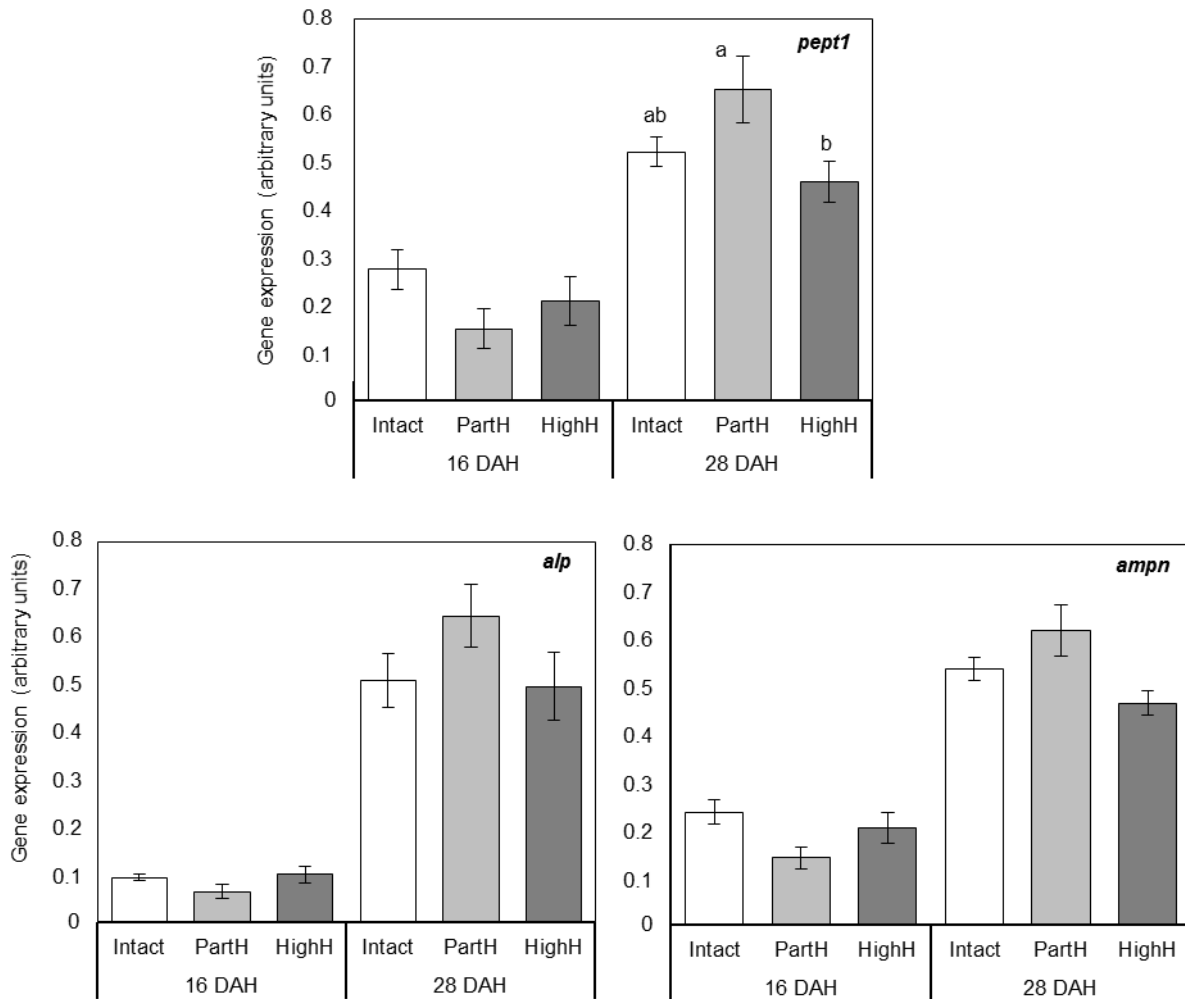 pept1
Gene expression (arbitrary units)
0.8
0.7
0.6
0.5
0.4
0.3
0.2
0.1
0
ab
a
b
Intact PartH HighH Intact PartH HighH
16 DAH 28 DAH
alp
Gene expression (arbitrary units)
0.8
0.7
0.6
0.5
0.4
0.3
0.2
0.1
0
Intact PartH HighH Intact PartH HighH
16 DAH 28 DAH
ampn
0.8
0.7
0.6
0.5
0.4
0.3
0.2
0.1
0
Intact PartH HighH Intact PartH HighH
16 DAH 28 DAH